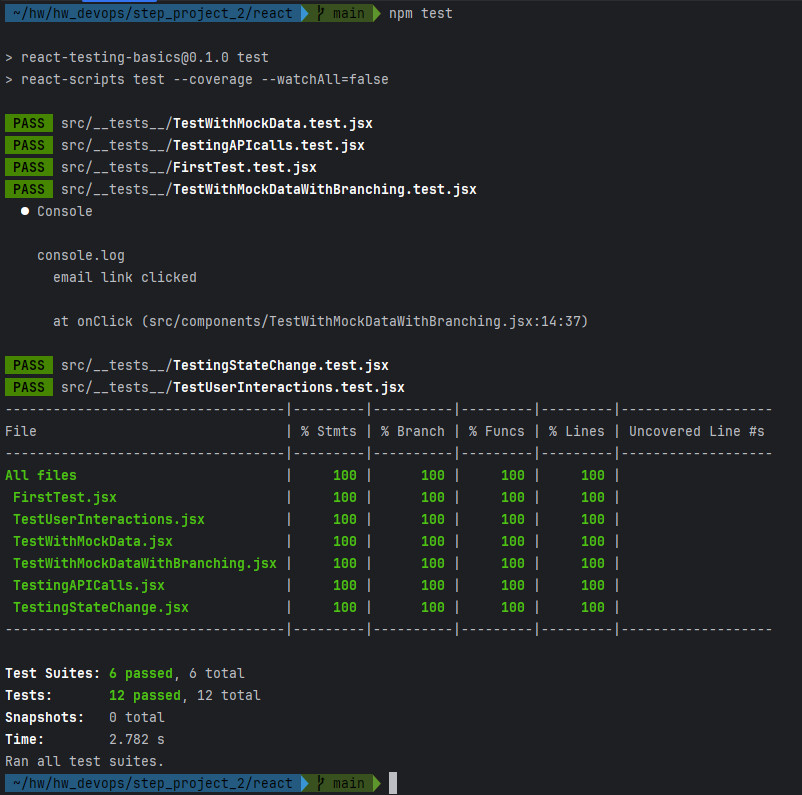 ~/hw/hw_devops/step_project_2/react main npm test
> react-testing-basics@0.1.0 test
> react-scripts test --coverage --watchAll=false
PASS src/__tests__/TestWithMockData.test.jsx
PASS src/__tests__/TestingAPIcalls.test.jsx
PASS src/__tests__/FirstTest.test.jsx
PASS src/__tests__/TestWithMockDataWithBranching.test.jsx
● Console
console.log
email link clicked
at onClick (src/components/TestWithMockDataWithBranching.jsx:14:37)
PASS src/__tests__/TestingStateChange.test.jsx
PASS src/__tests__/TestUserInteractions.test.jsx
-----------------------------------|---------|----------|---------|---------|-------------------
File | % Stmts | % Branch | % Funcs | % Lines | Uncovered Line #s
-----------------------------------|---------|----------|---------|---------|-------------------
All files | 100 | 100 | 100 | 100 |
FirstTest.jsx | 100 | 100 | 100 | 100 |
TestUserInteractions.jsx | 100 | 100 | 100 | 100 |
TestWithMockData.jsx | 100 | 100 | 100 | 100 |
TestWithMockDataWithBranching.jsx | 100 | 100 | 100 | 100 |
TestingAPICalls.jsx | 100 | 100 | 100 | 100 |
TestingStateChange.jsx | 100 | 100 | 100 | 100 |
-----------------------------------|---------|----------|---------|---------|-------------------
Test Suites: 6 passed, 6 total
Tests: 12 passed, 12 total
Snapshots: 0 total
Time: 2.782 s
Ran all test suites.
~/hw/hw_devops/step_project_2/react main